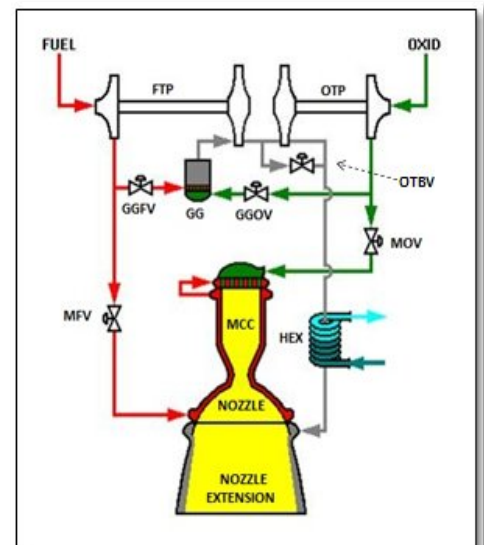 FUEL
OXID
FTP
OTP
OTBV
GGFV
GG
GGOV
MOV
MFV
MCC
HEX
NOZZLE
NOZZLE
EXTENSION